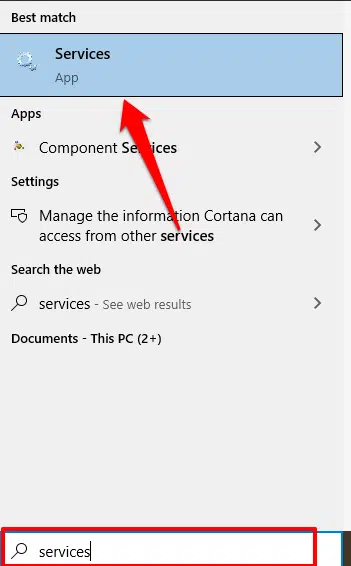 Best match
Services
App
Apps
Component Services
Settings
Manage the information Cortana can
access from other services
Search the web
services - See web results
Documents - This PC (2+)
services